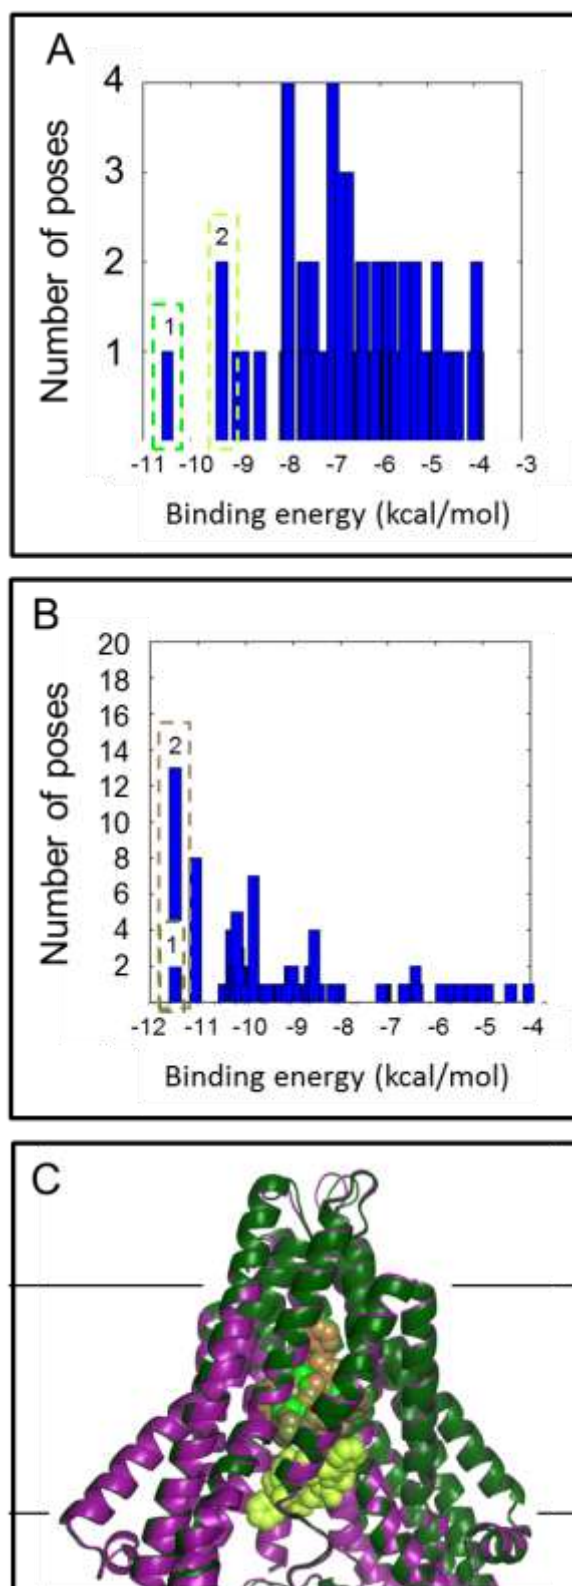 A
Number of poses
4
3
2
1
2
1
-11 -10 -9 -8 -7 -6 -5 -4 -3
Binding energy (kcal/mol)
B
Number of poses
20
18
16
14
12
10
8
6
4
2
2
1
-12 -11 -10 -9 -8 -7 -6 -5 -4
Binding energy (kcal/mol)
C